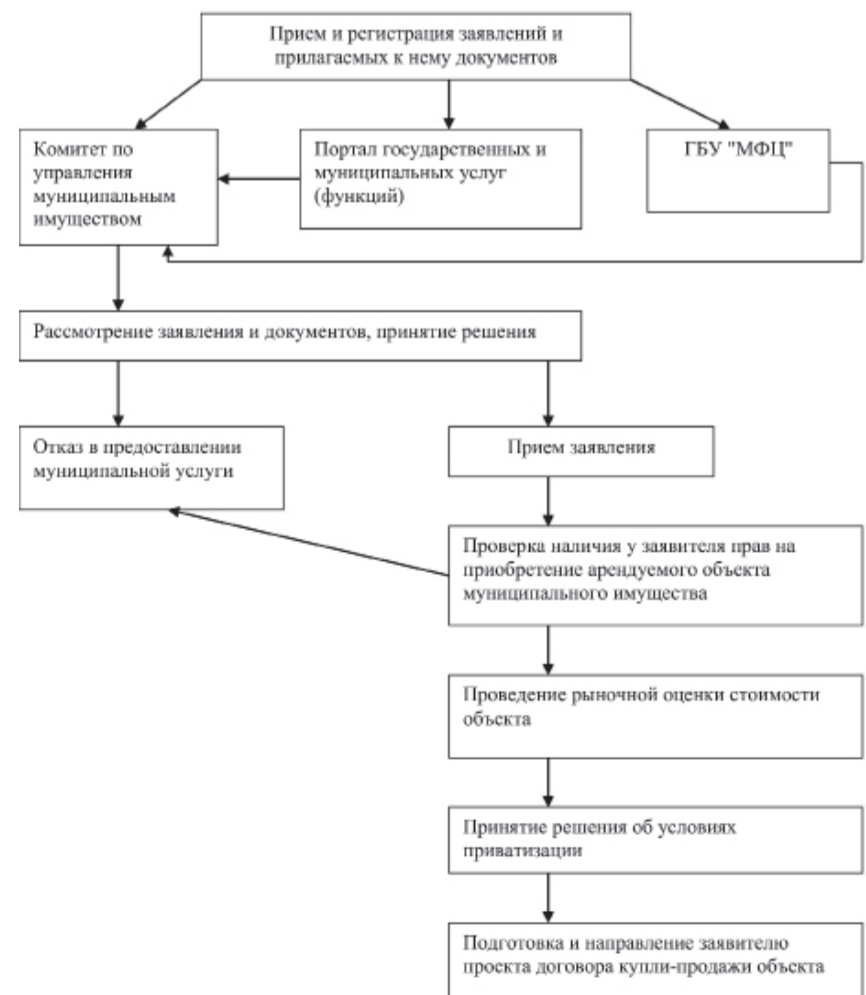 Прием и регистрация заявлений и
прилагаемых к нему документов
Комитет по
управления
муниципальным
имуществом
Портал государственных и
муниципальных услуг
(функций)
ГБУ "МФЦ"
Рассмотрение заявления и документов, принятие решения
Отказ в предоставлении
муниципальной услуги
Прием заявления
Проверка наличия у заявителя прав на
приобретение арендуемого объекта
муниципального имущества
Проведение рыночной оценки стоимости
объекта
Принятие решения об условиях
приватизации
Подготовка и направление заявителю
проекта договора купли-продажи объекта